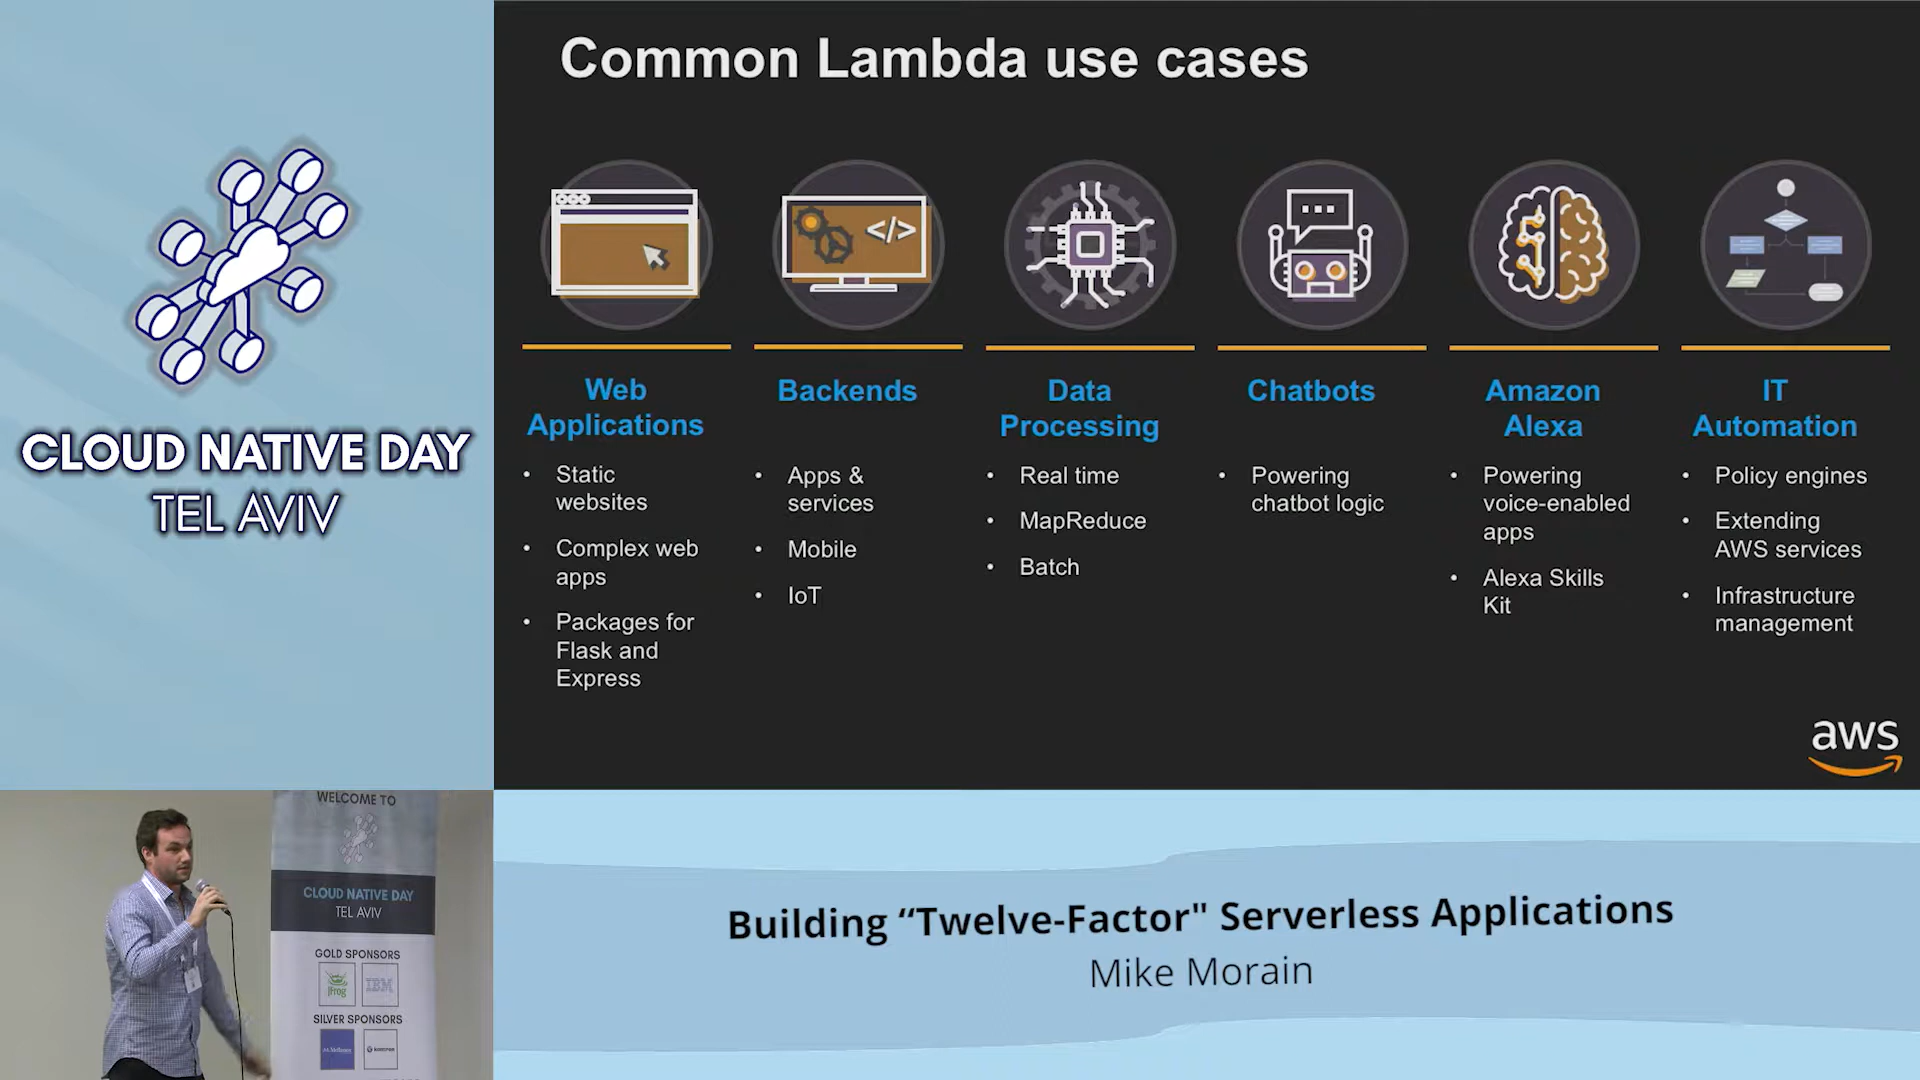 Common Lambda use cases
</>
Web
Applications
• Static
websites
• Complex web
apps
• Packages for
Flask and
Express
Backends
• Apps &
services
• Mobile
• IoT
Data
Processing
• Real time
• MapReduce
• Batch
Chatbots
• Powering
chatbot logic
Amazon
Alexa
• Powering
voice-enabled
apps
• Alexa Skills
Kit
IT
Automation
• Policy engines
• Extending
AWS services
• Infrastructure
management
aws
CLOUD NATIVE DAY
TEL AVIV
WELCOME TO
CLOUD NATIVE DAY
TEL AVIV
GOLD SPONSORS
JFrog
IBM
SILVER SPONSORS
Building “Twelve-Factor" Serverless Applications
Mike Morain